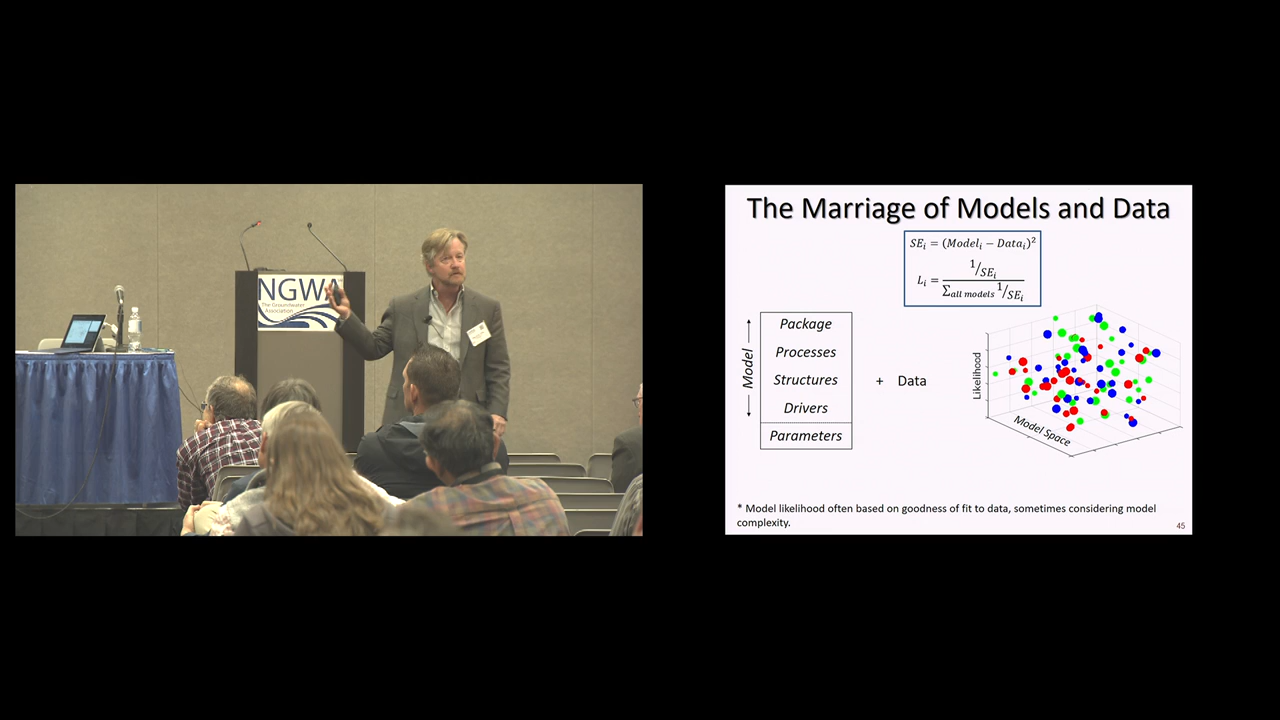 NGWA
The Groundwater
Association
The Marriage of Models and Data
SE_i = (Model_i − Data_i)^2
L_i = 1/SE_i / ∑_all models 1/SE_i
Model
Package
Processes
Structures
Drivers
Parameters
+ Data
Likelihood
Model Space
* Model likelihood often based on goodness of fit to data, sometimes considering model
complexity.
45